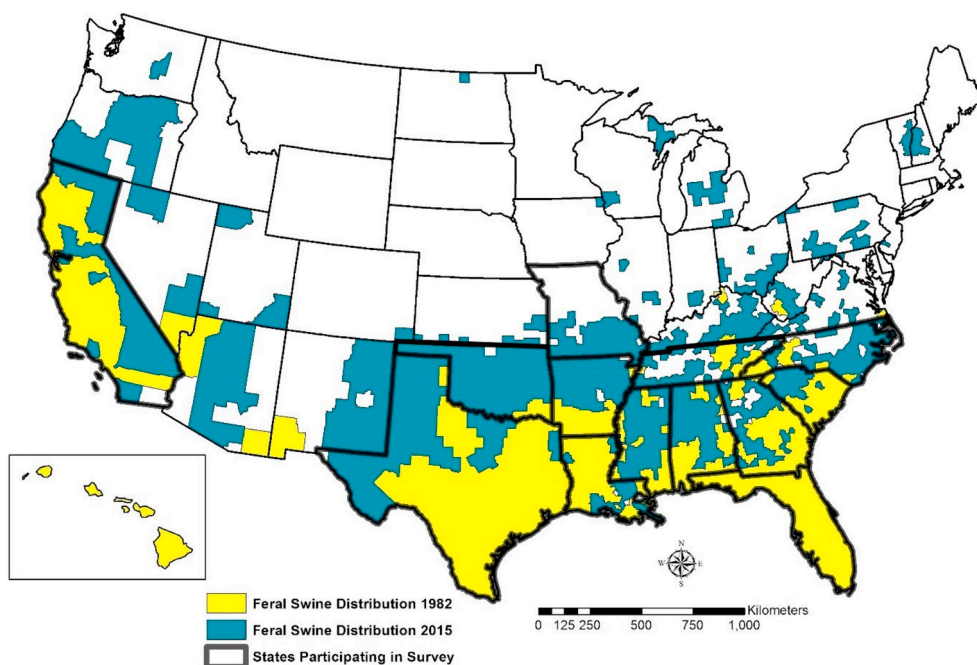 N
W E
S
Feral Swine Distribution 1982
Feral Swine Distribution 2015
States Participating in Survey
Kilometers
0 125 250 500 750 1,000